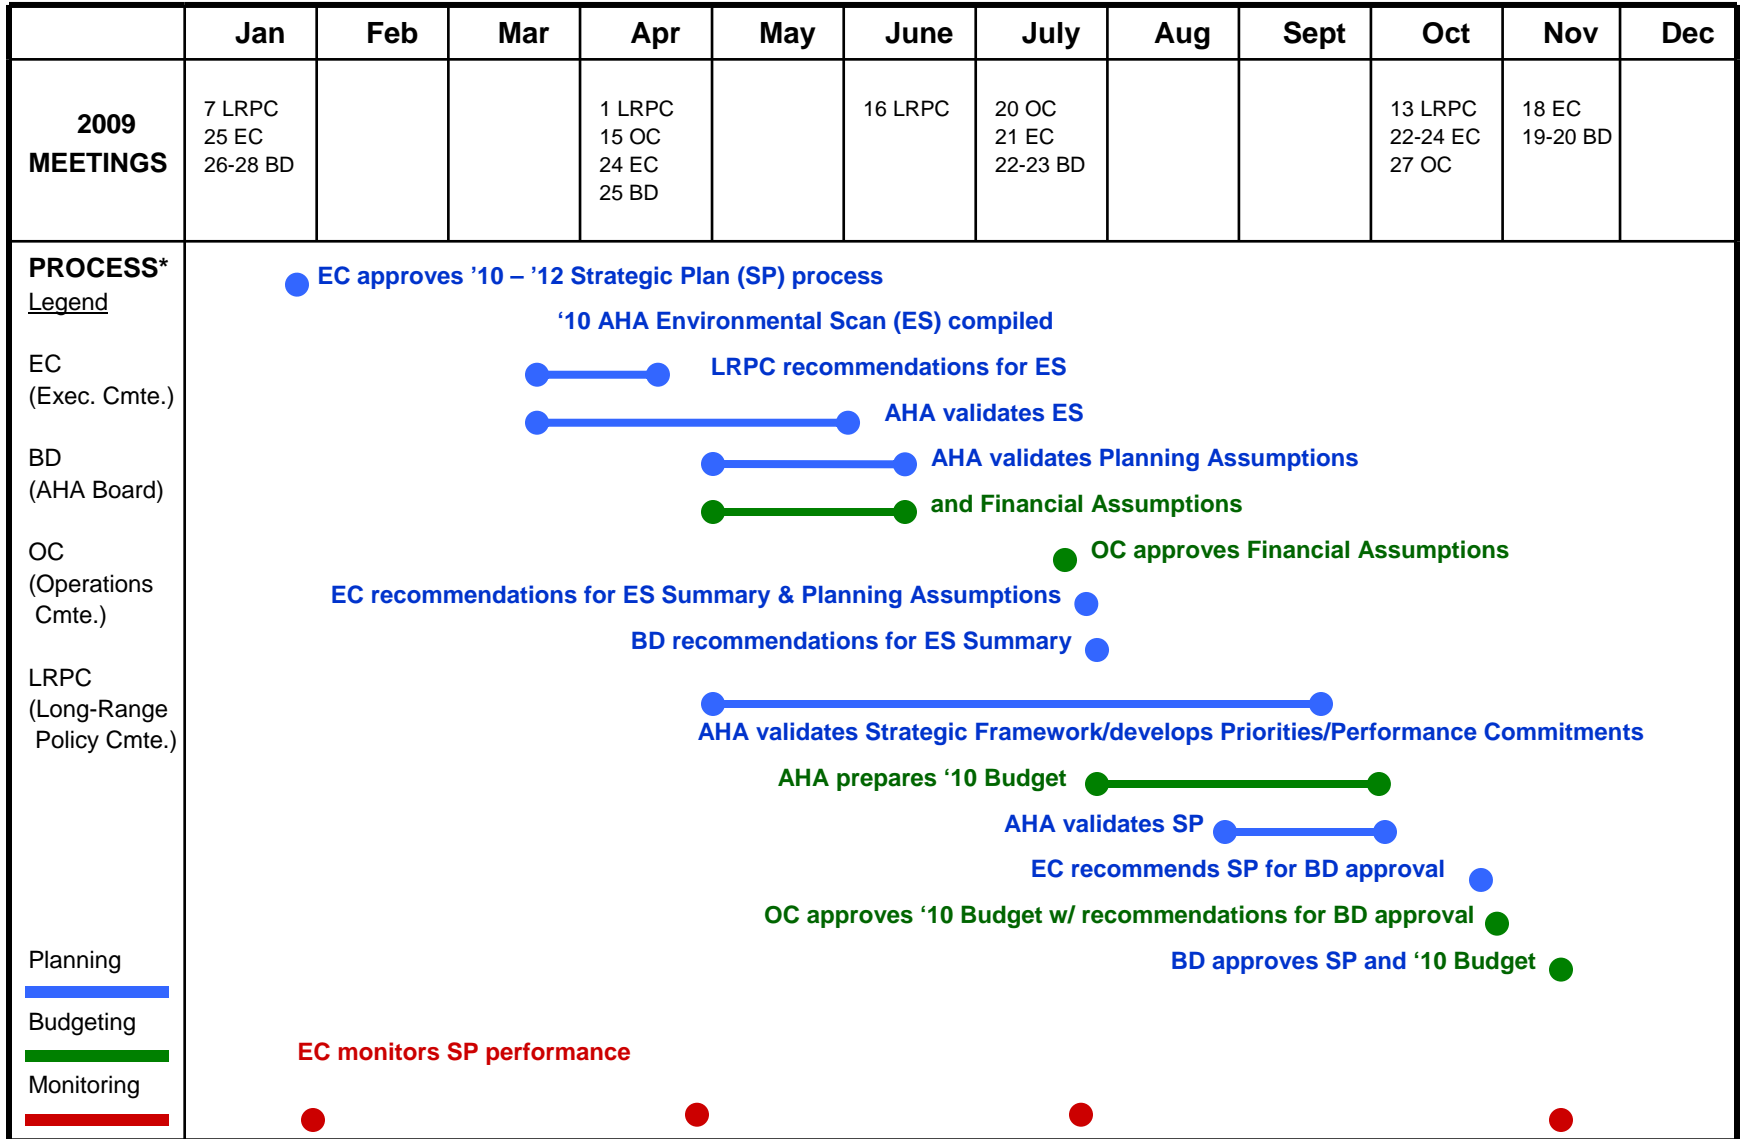 Jan Feb Mar Apr May June July Aug Sept Oct Nov Dec
2009
MEETINGS
7 LRPC
25 EC
26-28 BD
1 LRPC
15 OC
24 EC
25 BD
16 LRPC
20 OC
21 EC
22-23 BD
13 LRPC
22-24 EC
27 OC
18 EC
19-20 BD
PROCESS*
Legend
EC
(Exec. Cmte.)
BD
(AHA Board)
OC
(Operations
Cmte.)
LRPC
(Long-Range
Policy Cmte.)
Planning
Budgeting
Monitoring
EC approves ’10 – ’12 Strategic Plan (SP) process
‘10 AHA Environmental Scan (ES) compiled
LRPC recommendations for ES
AHA validates ES
AHA validates Planning Assumptions
and Financial Assumptions
OC approves Financial Assumptions
EC recommendations for ES Summary & Planning Assumptions
BD recommendations for ES Summary
AHA validates Strategic Framework/develops Priorities/Performance Commitments
AHA prepares ‘10 Budget
AHA validates SP
EC recommends SP for BD approval
OC approves ‘10 Budget w/ recommendations for BD approval
BD approves SP and ‘10 Budget
EC monitors SP performance